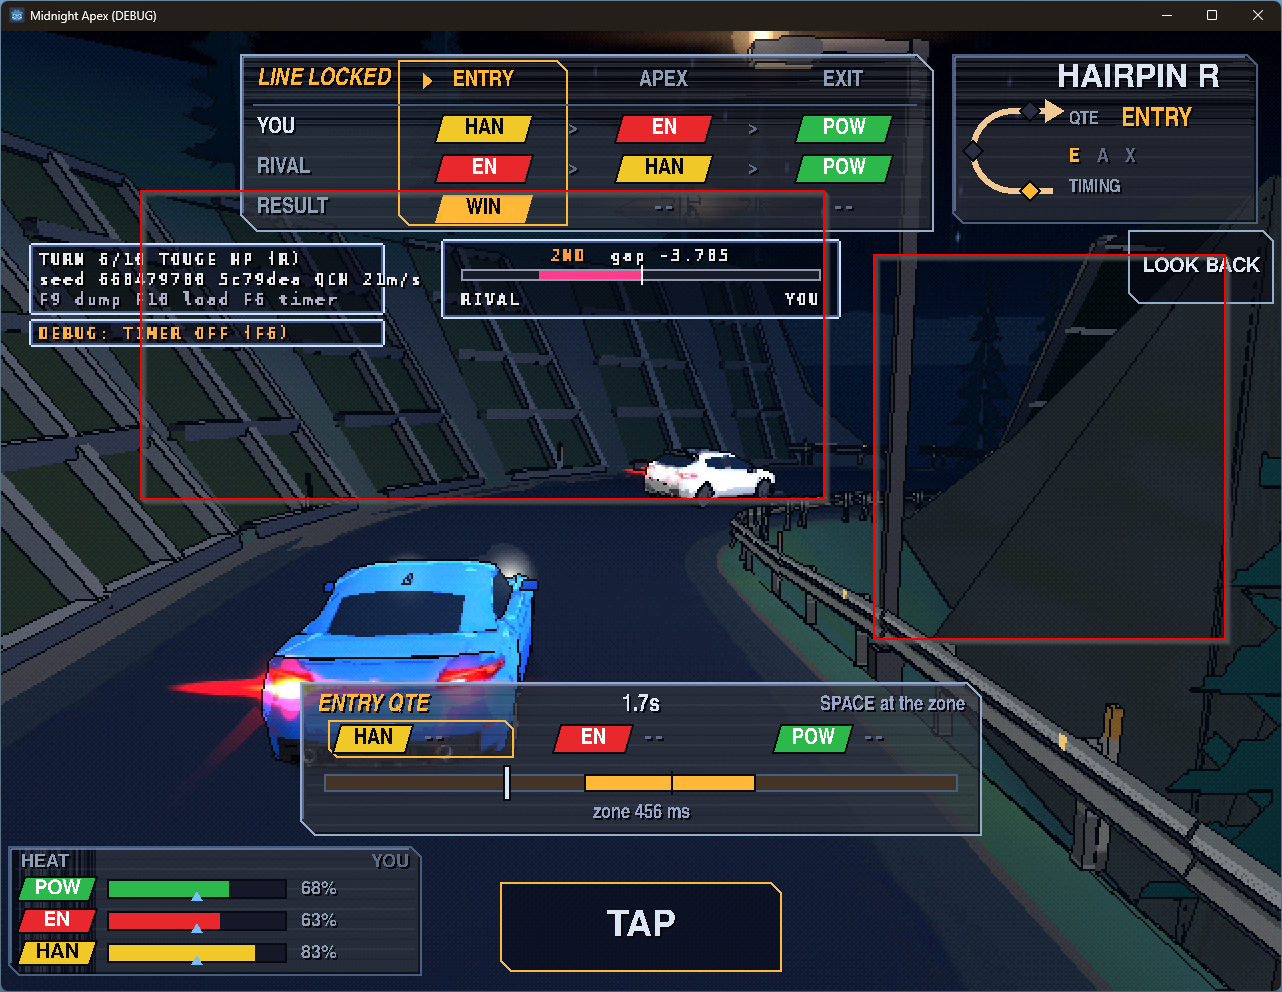 Midnight Apex (DEBUG)
LINE LOCKED ENTRY APEX EXIT
YOU HAN > EN > POW
RIVAL EN > HAN > POW
RESULT WIN -- --
HAIRPIN R
QTE ENTRY
E A X
TIMING
LOOK BACK
TURN 6/10 TOUGE HP (R)
seed 668479780 5c79dea QCH 21m/s
F9 dump F10 load F6 timer
DEBUG: TIMER OFF (F6)
2ND gap -3.785
RIVAL YOU
ENTRY QTE 1.7s SPACE at the zone
HAN -- EN -- POW --
zone 456 ms
HEAT YOU
POW 68%
EN 63%
HAN 83%
TAP